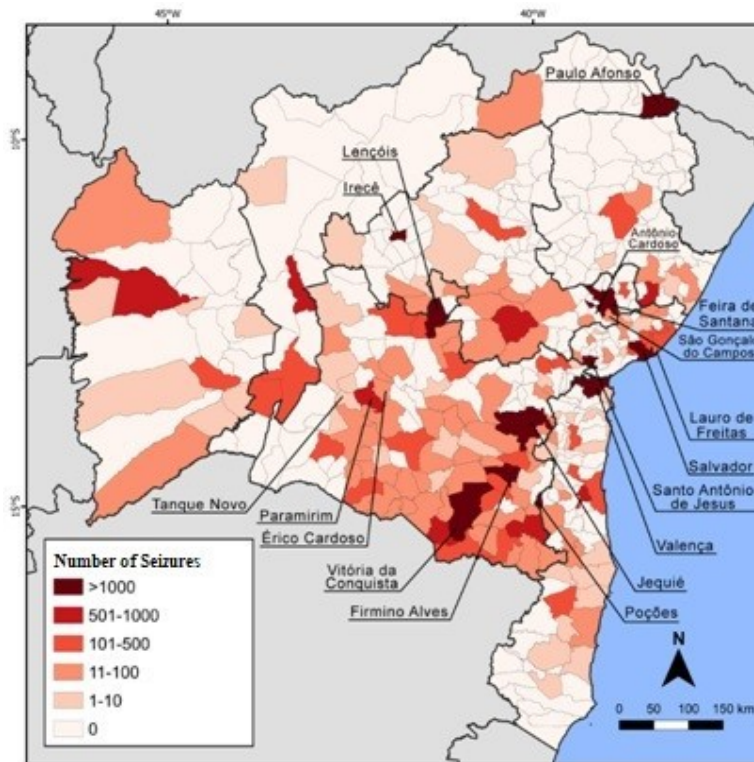 45°W
40°W
10°S
15°S
Paulo Afonso
Lençóis
Irecê
Antônio
Cardoso
Feira de
Santana
São Gonçalo
do Campos
Lauro de
Freitas
Salvador
Santo Antônio
de Jesus
Valença
Jequié
Poções
Tanque Novo
Paramirim
Érico Cardoso
Vitória da
Conquista
Firmino Alves
Number of Seizures
>1000
501-1000
101-500
11-100
1-10
0
N
0 50 100 150 km